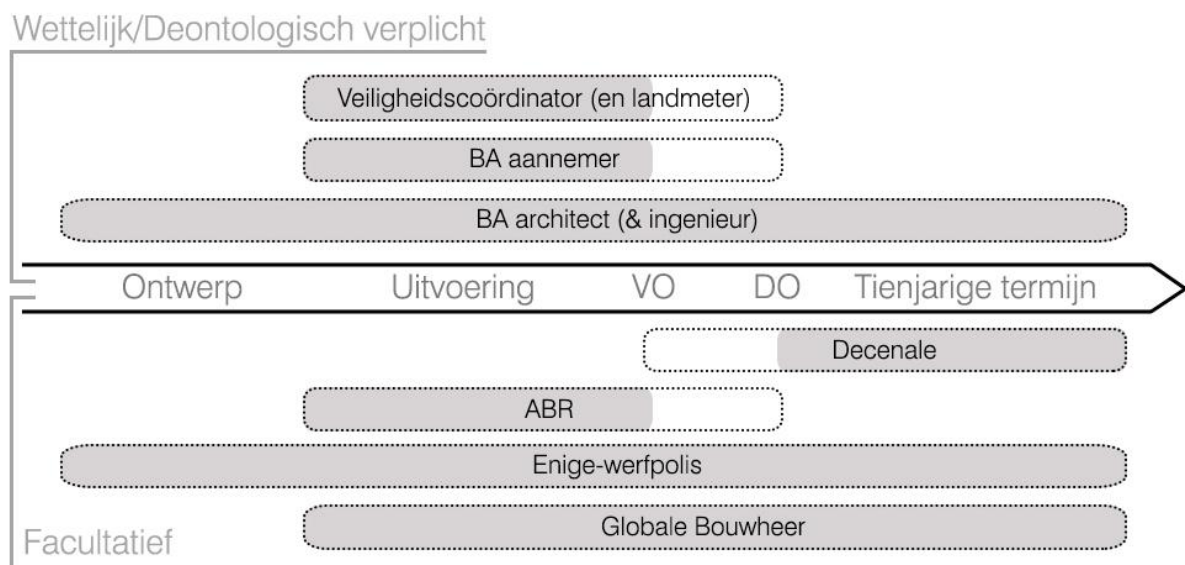 Wettelijk/Deontologisch verplicht
Veiligheidscoördinator (en landmeter)
BA aannemer
BA architect (& ingenieur)
Ontwerp Uitvoering VO DO Tienjarige termijn
Decenale
ABR
Enige-werfpolis
Globale Bouwheer
Facultatief